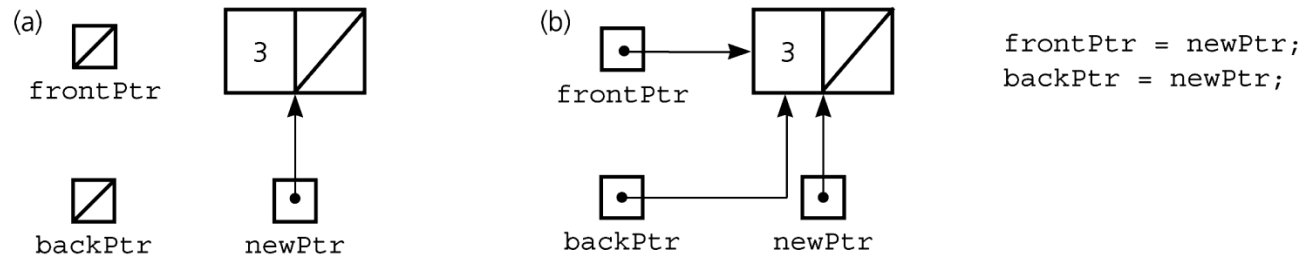 (a)
3
frontPtr
backPtr
newPtr
(b)
3
frontPtr
backPtr
newPtr
frontPtr = newPtr;
backPtr = newPtr;